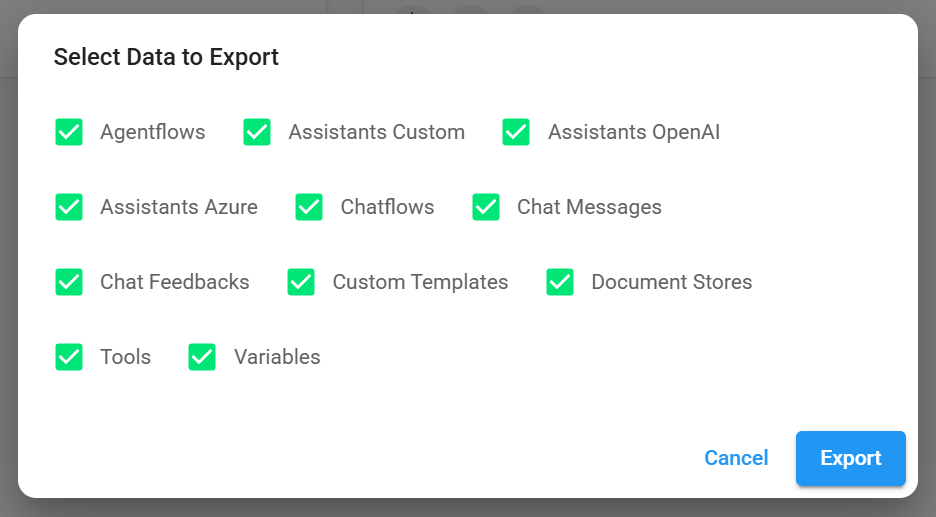 Select Data to Export
Agentflows Assistants Custom Assistants OpenAI
Assistants Azure Chatflows Chat Messages
Chat Feedbacks Custom Templates Document Stores
Tools Variables
Cancel Export